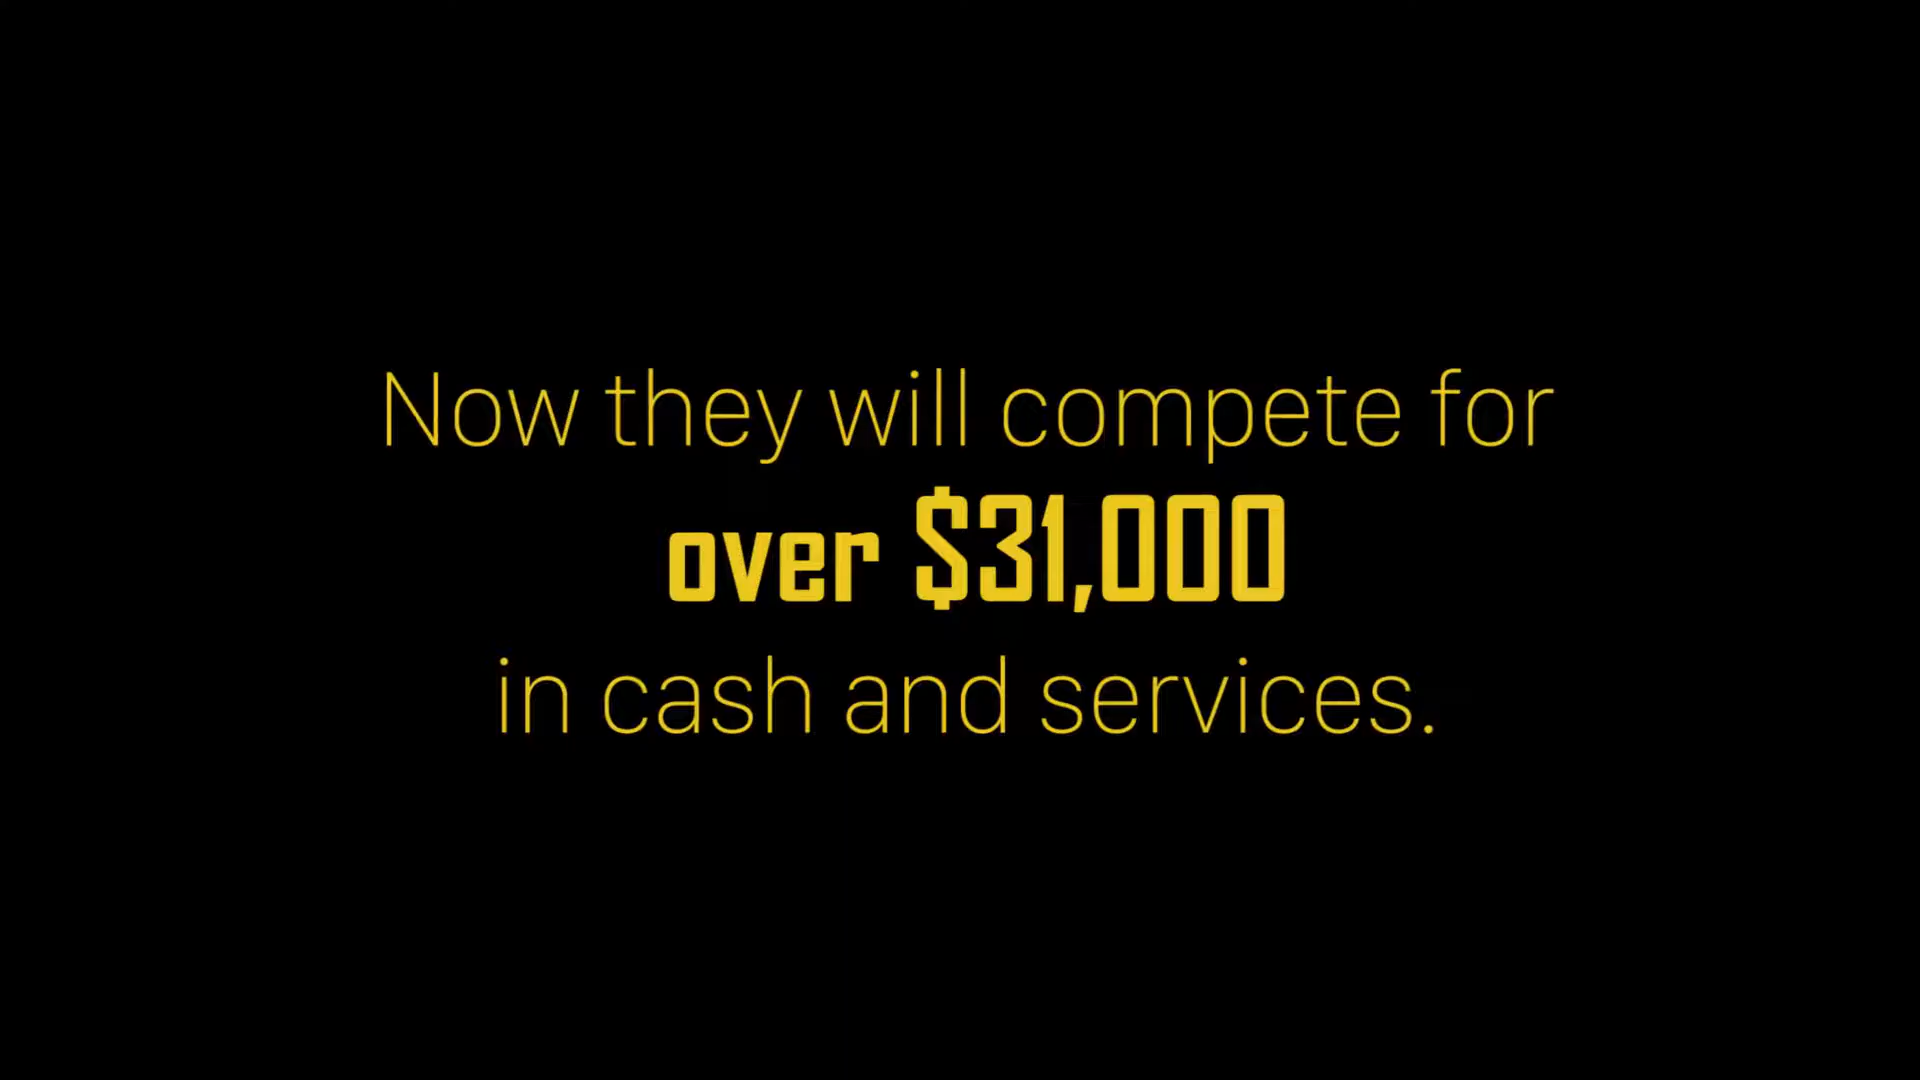 Now they will compete for
over $31,000
in cash and services.